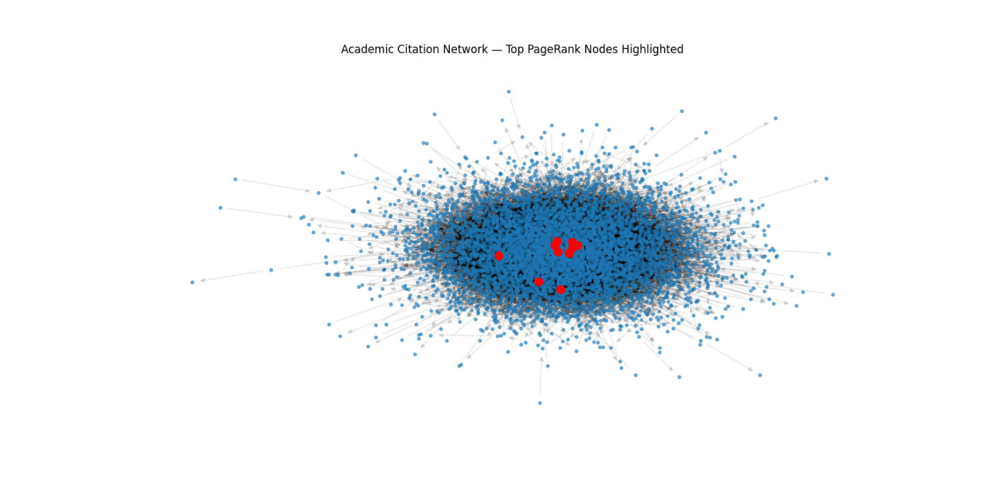 Academic Citation Network — Top PageRank Nodes Highlighted